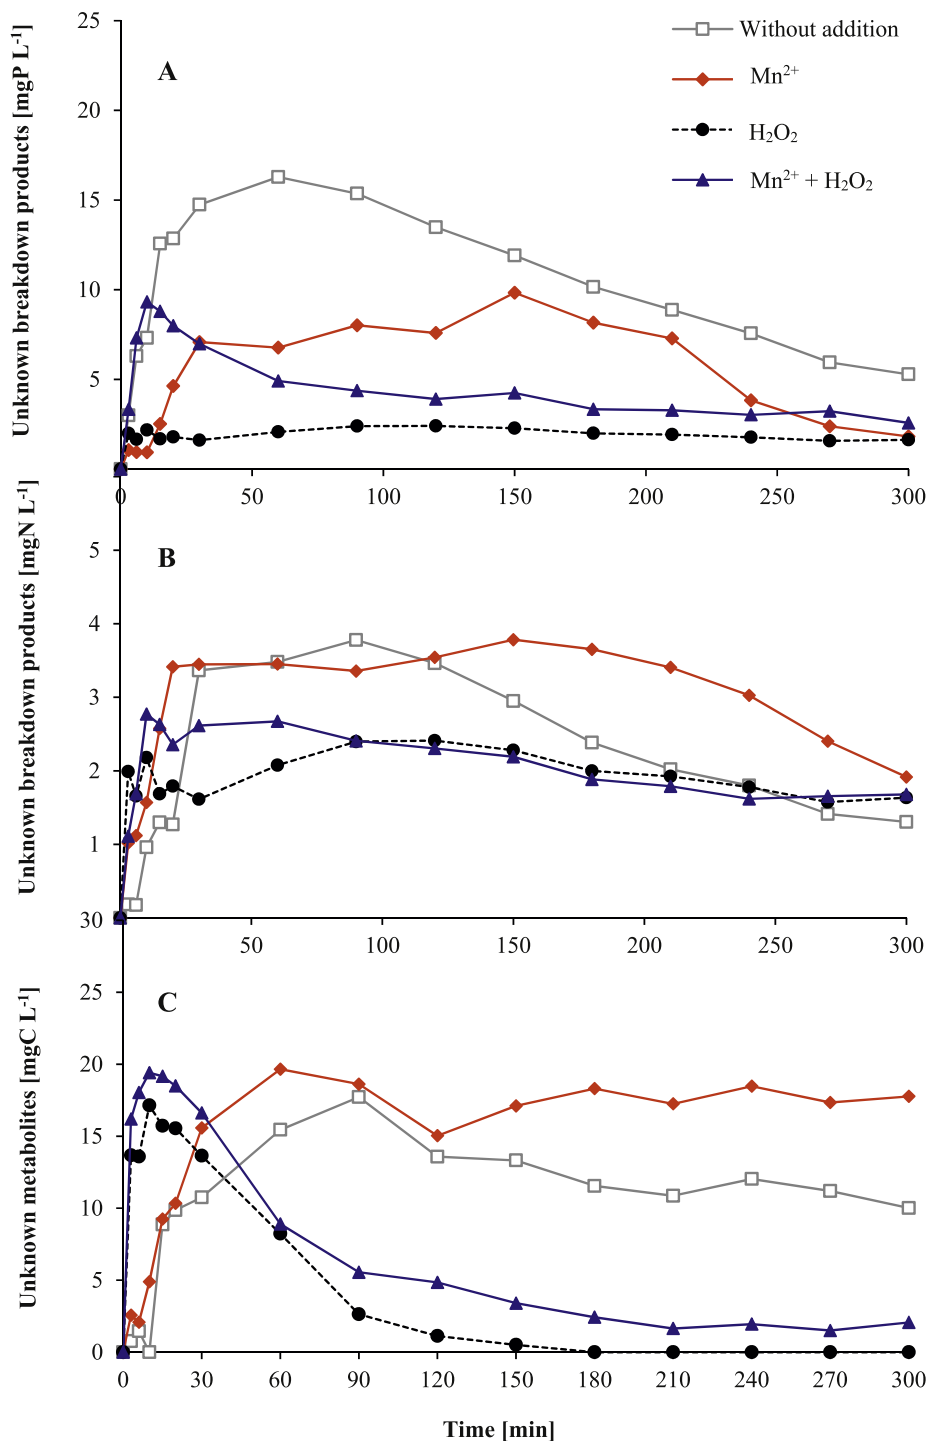 Without addition
Mn²⁺
H₂O₂
Mn²⁺ + H₂O₂
A
Unknown breakdown products [mgP L⁻¹]
25
20
15
10
5
0 50 100 150 200 250 300
B
Unknown breakdown products [mgN L⁻¹]
5
4
3
2
1
30
50 100 150 200 250 300
C
Unknown metabolites [mgC L⁻¹]
25
20
15
10
5
0
0 30 60 90 120 150 180 210 240 270 300
Time [min]